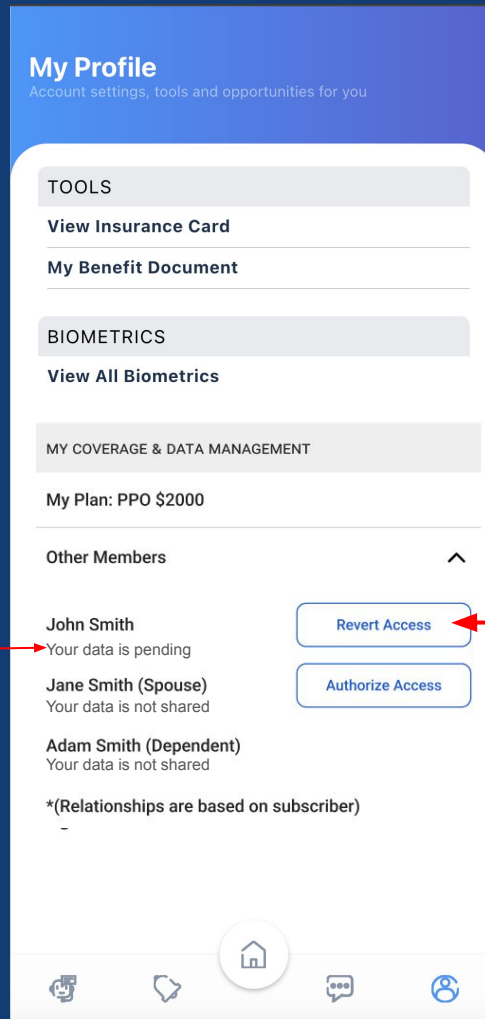 My Profile
Account settings, tools and opportunities for you
TOOLS
View Insurance Card
My Benefit Document
BIOMETRICS
View All Biometrics
MY COVERAGE & DATA MANAGEMENT
My Plan: PPO $2000
Other Members
John Smith
Revert Access
Your data is pending
Jane Smith (Spouse)
Authorize Access
Your data is not shared
Adam Smith (Dependent)
Your data is not shared
*(Relationships are based on subscriber)